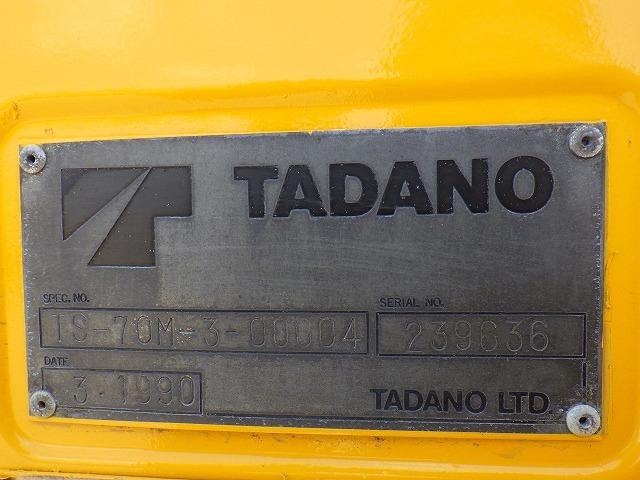 TADANO
SPEC. NO.
TS-70M-3-00004
SERIAL NO.
239636
DATE
3.1990
TADANO LTD.